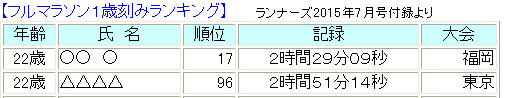 【フルマラソン1歳刻みランキング】 ランナーズ2015年7月号付録より
年齢 氏 名 順位 記録 大会
22歳 ○○ ○ 17 2時間29分09秒 福岡
22歳 △△△△ 96 2時間51分14秒 東京